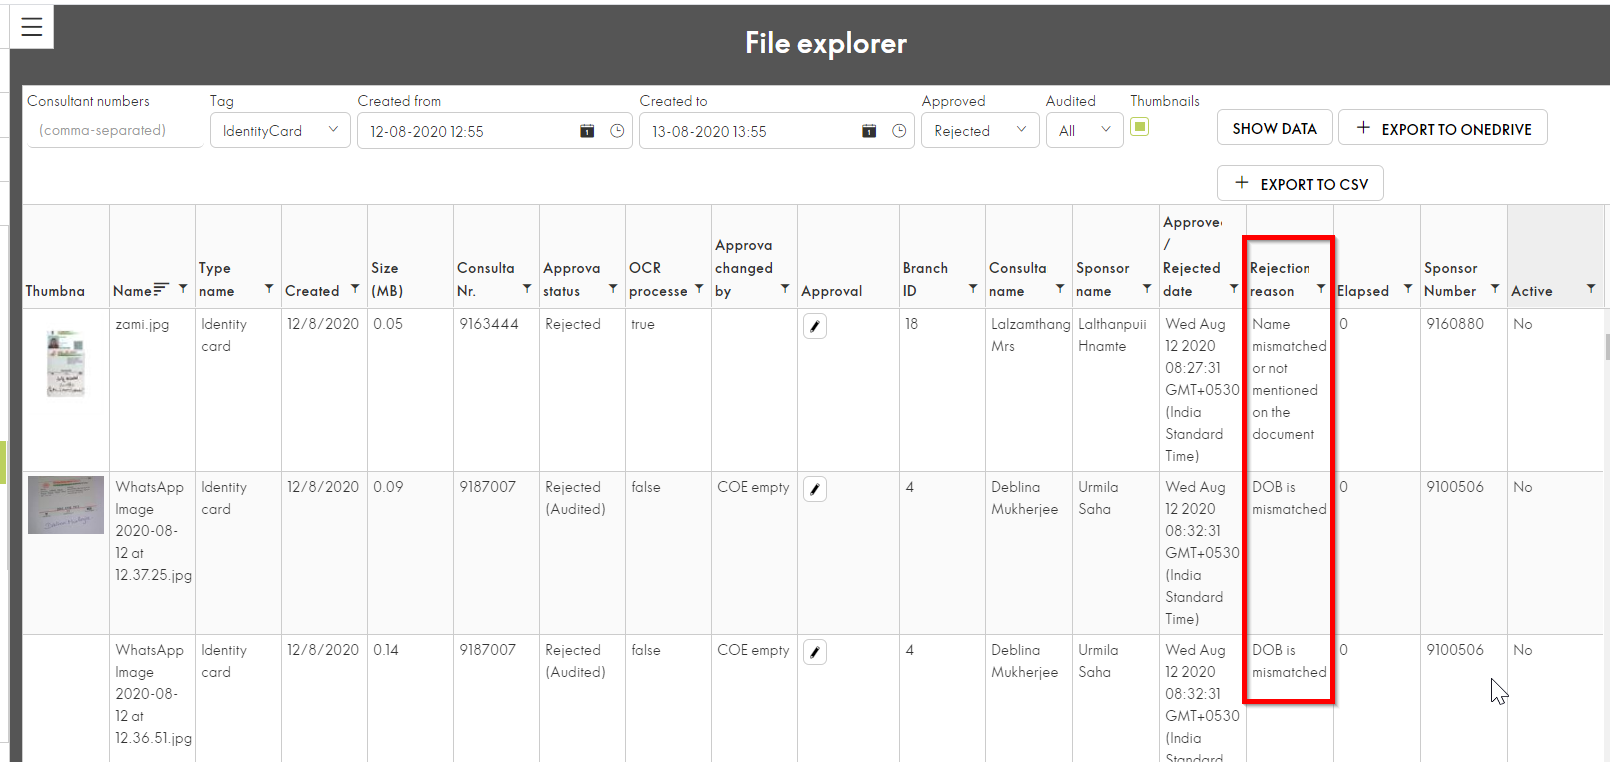 File explorer
Consultant numbers
(comma-separated)
Tag
IdentityCard
Created from
12-08-2020 12:55
Created to
13-08-2020 13:55
Approved
Rejected
Audited
All
Thumbnails
SHOW DATA
+ EXPORT TO ONEDRIVE
+ EXPORT TO CSV
Thumbna
Name
Type
name
Created
Size
(MB)
Consulta
Nr.
Approva
status
OCR
processe
Approva
changed
by
Approval
Branch
ID
Consulta
name
Sponsor
name
Approve
/
Rejected
date
Rejection
reason
Elapsed
Sponsor
Number
Active
zami.jpg
Identity
card
12/8/2020
0.05
9163444
Rejected
true
18
Lalzamthang
Mrs
Lalthanpuii
Hnamte
Wed Aug
12 2020
08:27:31
GMT+0530
(India
Standard
Time)
Name
mismatched
or not
mentioned
on the
document
0
9160880
No
WhatsApp
Image
2020-08-
12 at
12.37.25.jpg
Identity
card
12/8/2020
0.09
9187007
Rejected
(Audited)
false
COE empty
4
Deblina
Mukherjee
Urmila
Saha
Wed Aug
12 2020
08:32:31
GMT+0530
(India
Standard
Time)
DOB is
mismatched
0
9100506
No
WhatsApp
Image
2020-08-
12 at
12.36.51.jpg
Identity
card
12/8/2020
0.14
9187007
Rejected
(Audited)
false
COE empty
4
Deblina
Mukherjee
Urmila
Saha
Wed Aug
12 2020
08:32:31
GMT+0530
(India
Standard
DOB is
mismatched
0
9100506
No